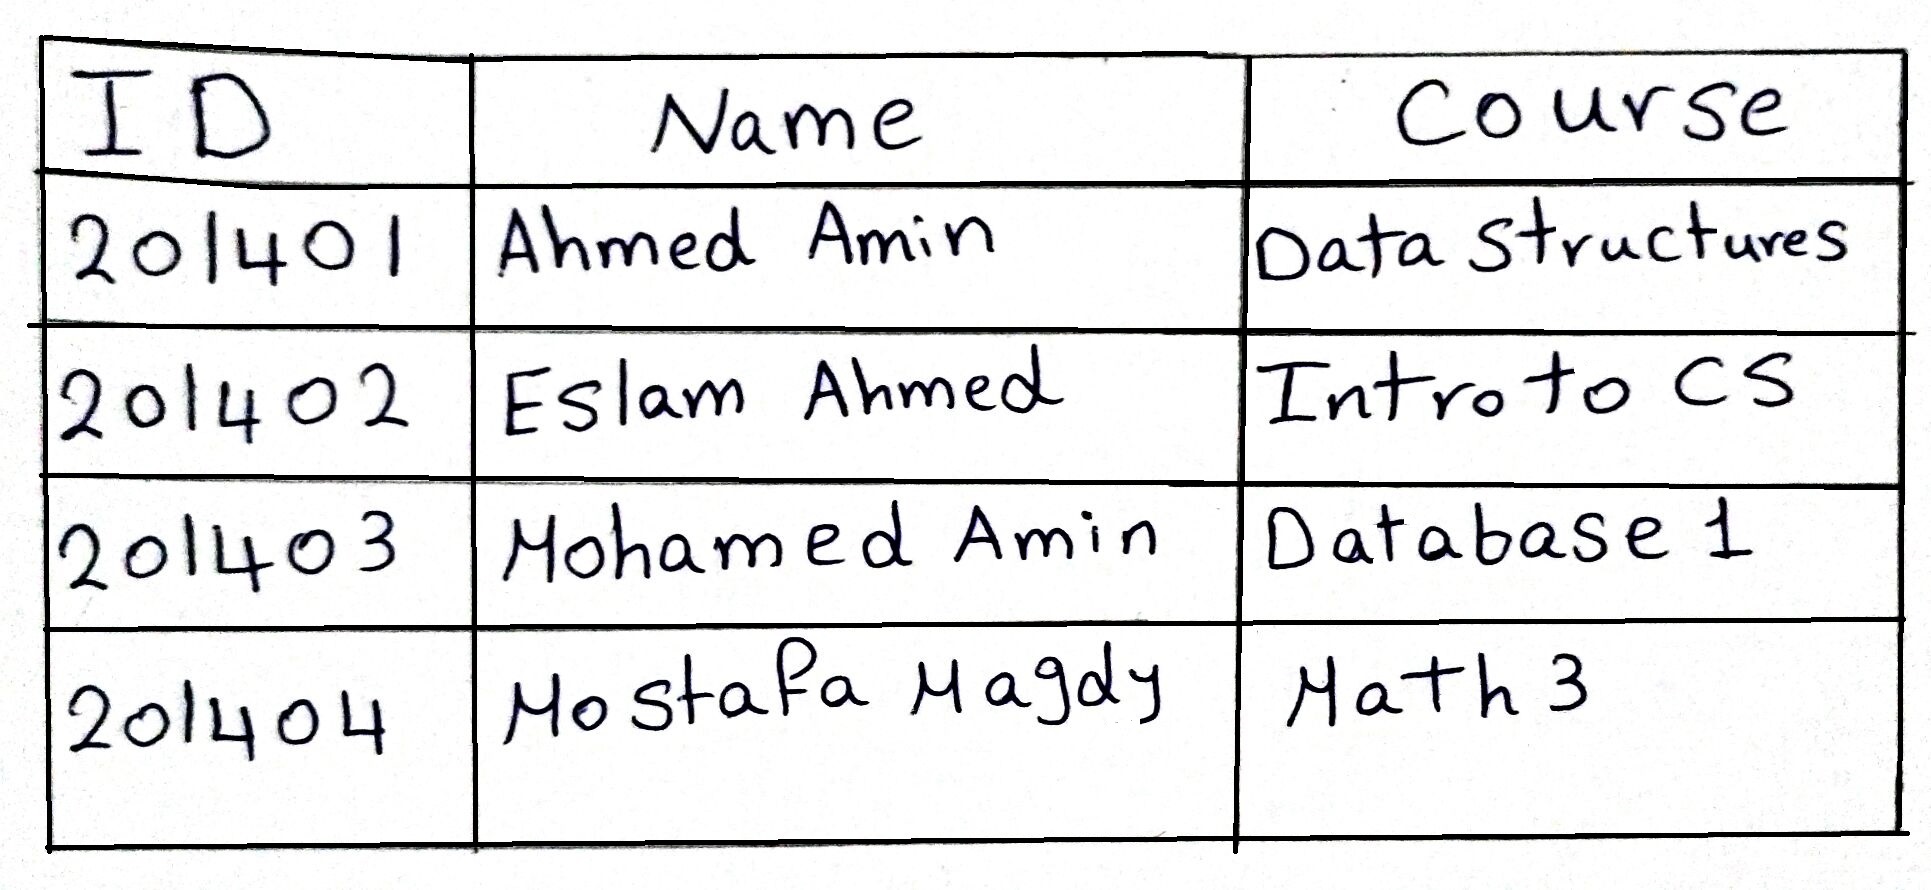 ID Name Course
201401 Ahmed Amin Data Structures
201402 Eslam Ahmed Intro to CS
201403 Mohamed Amin Database 1
201404 Mostafa Magdy Math 3